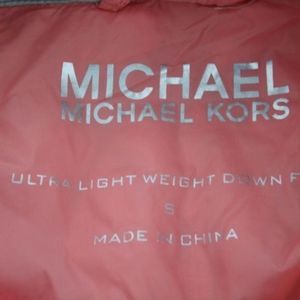 MICHAEL
MICHAEL KORS
ULTRA LIGHT WEIGHT DOWN F
S
MADE IN CHINA